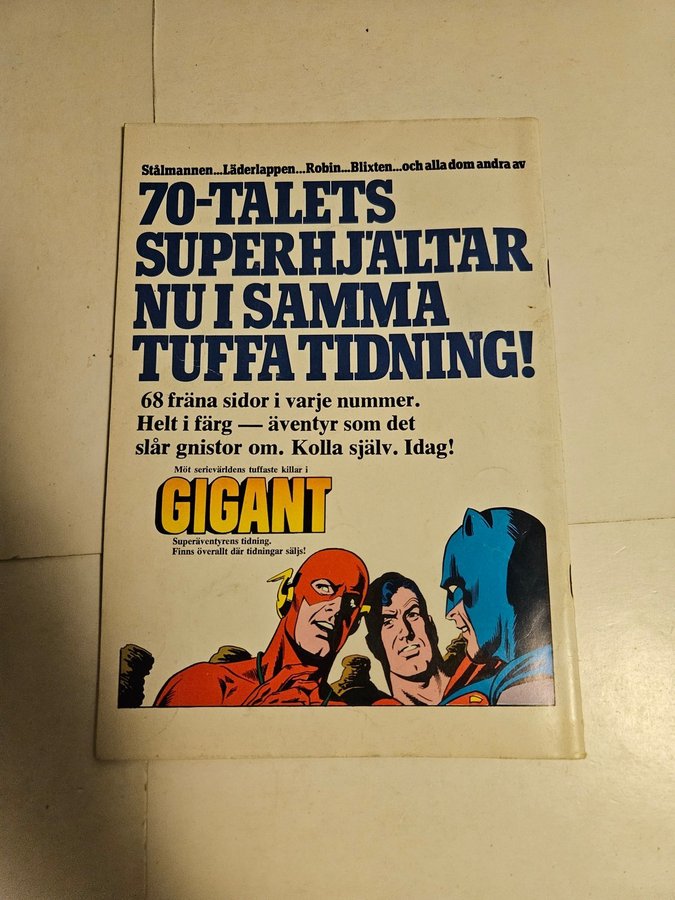 Stålmannen...Läderlappen...Robin...Blixten...och alla dom andra av
70-TALETS
SUPERHJÄLTAR
NU I SAMMA
TUFFA TIDNING!
68 fräna sidor i varje nummer.
Helt i färg — äventyr som det
slår gnistor om. Kolla själv. Idag!
Möt serievärldens tuffaste killar i
GIGANT
Superäventyrens tidning.
Finns överallt där tidningar säljs!